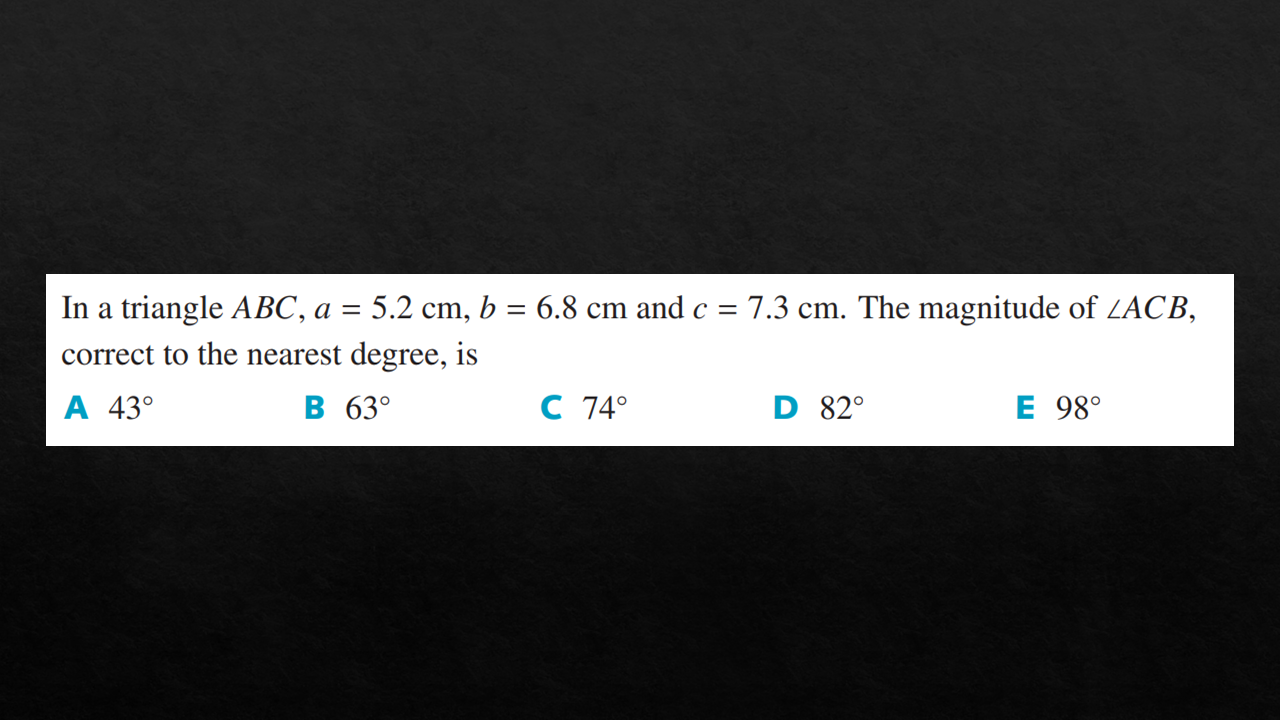 In a triangle ABC, a = 5.2 cm, b = 6.8 cm and c = 7.3 cm. The magnitude of ∠ACB,
correct to the nearest degree, is
A 43° B 63° C 74° D 82° E 98°